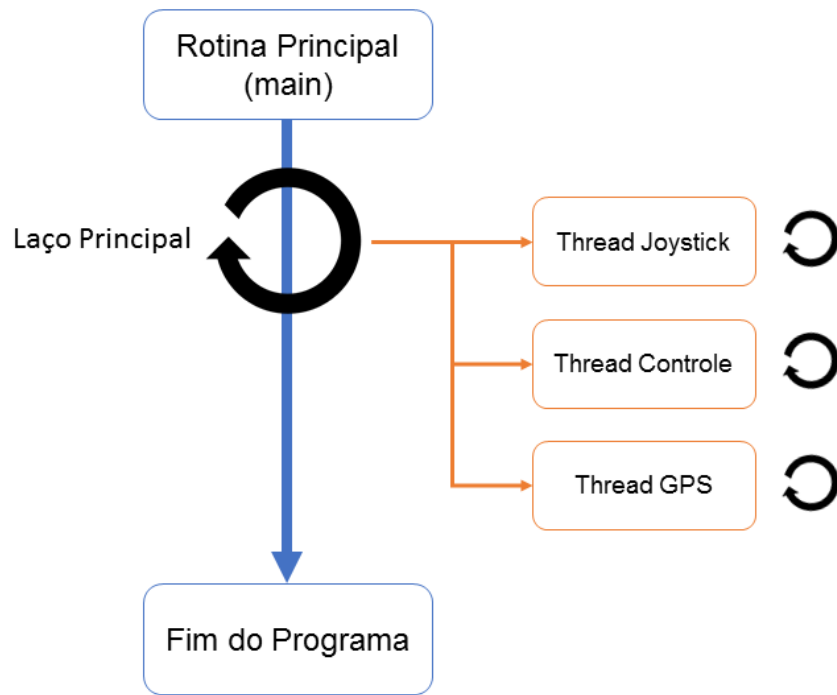 Rotina Principal
(main)
Laço Principal
Thread Joystick
Thread Controle
Thread GPS
Fim do Programa